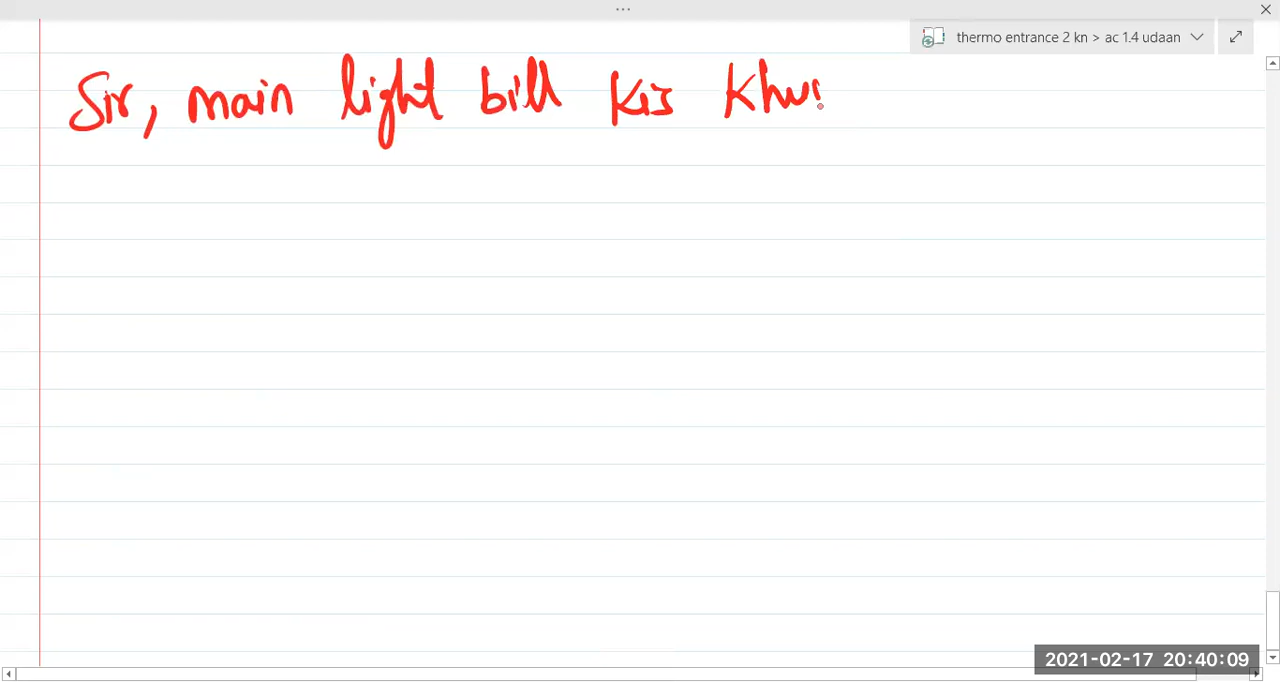 ...
thermo entrance 2 kn > ac 1.4 udaan
Sir, main light bill kis
2021-02-17 20:40:09